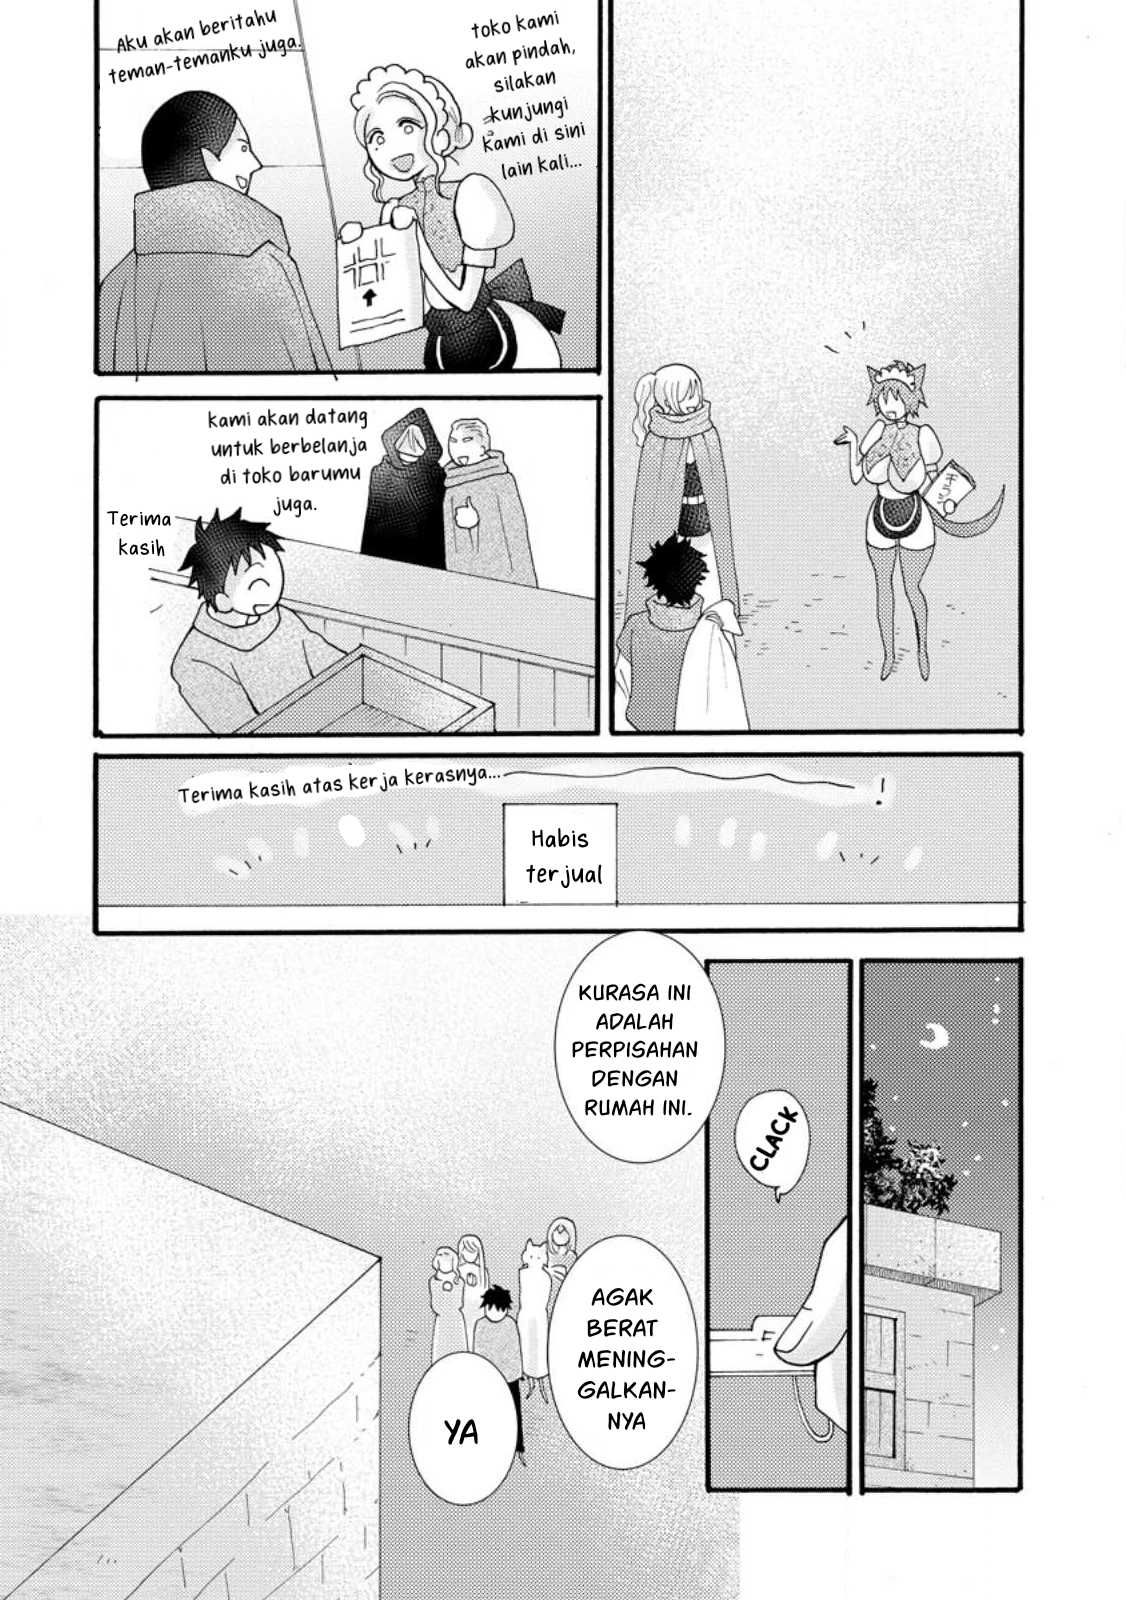 toko kami
akan pindah,
silakan
kunjungi
kami di sini
lain kali...
Aku akan beritahu
teman-temanku juga.
kami akan datang
untuk berbelanja
di toko barumu
juga.
Terima
kasih
Terima kasih atas kerja kerasnya...
!
Habis
terjual
CLACK
KURASA INI
ADALAH
PERPISAHAN
DENGAN
RUMAH INI.
AGAK
BERAT
MENING-
GALKAN-
NYA
YA